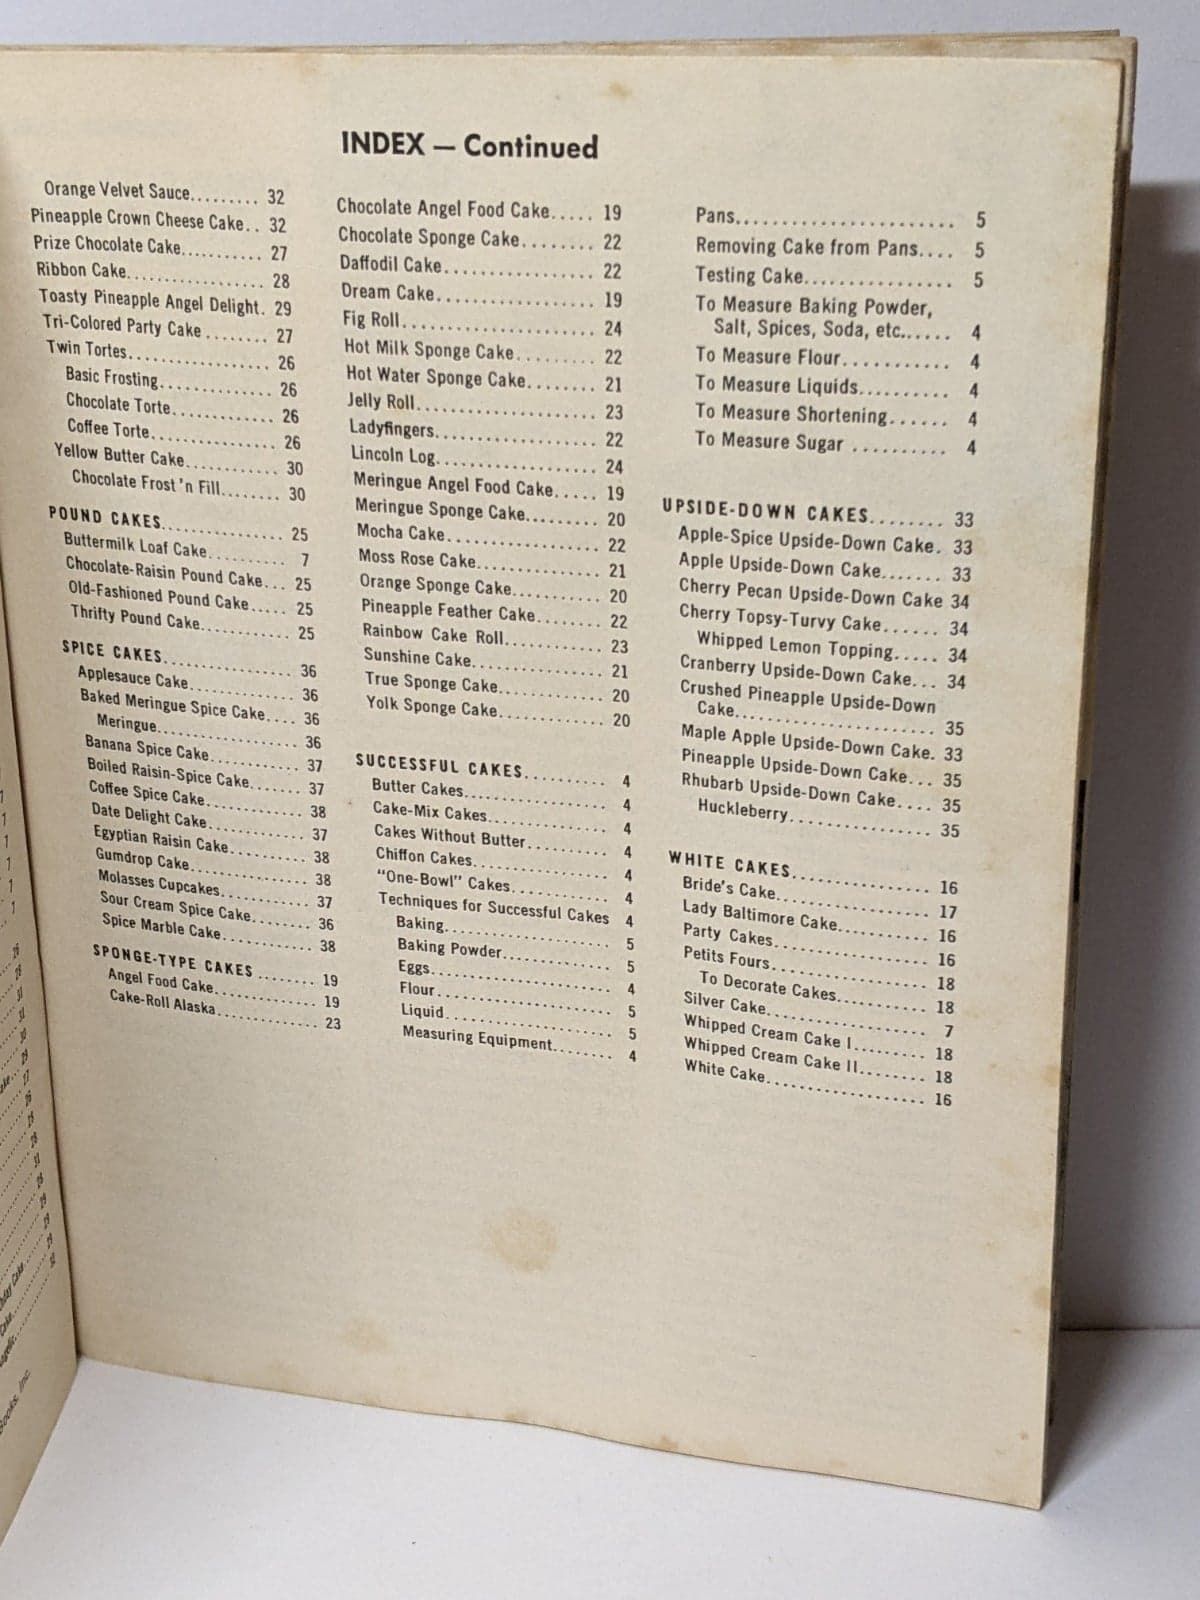 INDEX — Continued
Orange Velvet Sauce......... 32
Pineapple Crown Cheese Cake.. 32
Prize Chocolate Cake........... 27
Ribbon Cake.................. 28
Toasty Pineapple Angel Delight. 29
Tri-Colored Party Cake ........ 27
Twin Tortes................ 26
Basic Frosting.............. 26
Chocolate Torte............. 26
Coffee Torte................ 26
Yellow Butter Cake............ 30
Chocolate Frost 'n Fill........ 30
POUND CAKES............... 25
Buttermilk Loaf Cake.......... 7
Chocolate-Raisin Pound Cake... 25
Old-Fashioned Pound Cake..... 25
Thrifty Pound Cake............ 25
SPICE CAKES................ 36
Applesauce Cake.............. 36
Baked Meringue Spice Cake.... 36
Meringue................... 36
Banana Spice Cake............ 37
Boiled Raisin-Spice Cake....... 37
Coffee Spice Cake............. 38
Date Delight Cake............. 37
Egyptian Raisin Cake.......... 38
Gumdrop Cake................ 38
Molasses Cupcakes............ 37
Sour Cream Spice Cake........ 36
Spice Marble Cake............ 38
SPONGE-TYPE CAKES ........ 19
Angel Food Cake.............. 19
Cake-Roll Alaska.............. 23
Chocolate Angel Food Cake..... 19
Chocolate Sponge Cake........ 22
Daffodil Cake................. 22
Dream Cake.................. 19
Fig Roll...................... 24
Hot Milk Sponge Cake......... 22
Hot Water Sponge Cake........ 21
Jelly Roll.................... 23
Ladyfingers.................. 22
Lincoln Log.................. 24
Meringue Angel Food Cake..... 19
Meringue Sponge Cake......... 20
Mocha Cake.................. 22
Moss Rose Cake.............. 21
Orange Sponge Cake.......... 20
Pineapple Feather Cake........ 22
Rainbow Cake Roll............ 23
Sunshine Cake............... 21
True Sponge Cake............ 20
Yolk Sponge Cake............ 20
SUCCESSFUL CAKES.......... 4
Butter Cakes................. 4
Cake-Mix Cakes.............. 4
Cakes Without Butter.......... 4
Chiffon Cakes................ 4
"One-Bowl" Cakes............ 4
Techniques for Successful Cakes 4
Baking.................... 5
Baking Powder............. 5
Eggs...................... 4
Flour..................... 5
Liquid.................... 5
Measuring Equipment........ 4
Pans........................ 5
Removing Cake from Pans.... 5
Testing Cake................ 5
To Measure Baking Powder,
Salt, Spices, Soda, etc...... 4
To Measure Flour........... 4
To Measure Liquids.......... 4
To Measure Shortening...... 4
To Measure Sugar .......... 4
UPSIDE-DOWN CAKES........ 33
Apple-Spice Upside-Down Cake. 33
Apple Upside-Down Cake....... 33
Cherry Pecan Upside-Down Cake 34
Cherry Topsy-Turvy Cake...... 34
Whipped Lemon Topping..... 34
Cranberry Upside-Down Cake... 34
Crushed Pineapple Upside-Down
Cake...................... 35
Maple Apple Upside-Down Cake. 33
Pineapple Upside-Down Cake... 35
Rhubarb Upside-Down Cake.... 35
Huckleberry................ 35
WHITE CAKES............... 16
Bride's Cake................. 17
Lady Baltimore Cake........... 16
Party Cakes.................. 16
Petits Fours.................. 18
To Decorate Cakes........... 18
Silver Cake.................. 7
Whipped Cream Cake I......... 18
Whipped Cream Cake II........ 18
White Cake................... 16
Books, Inc.